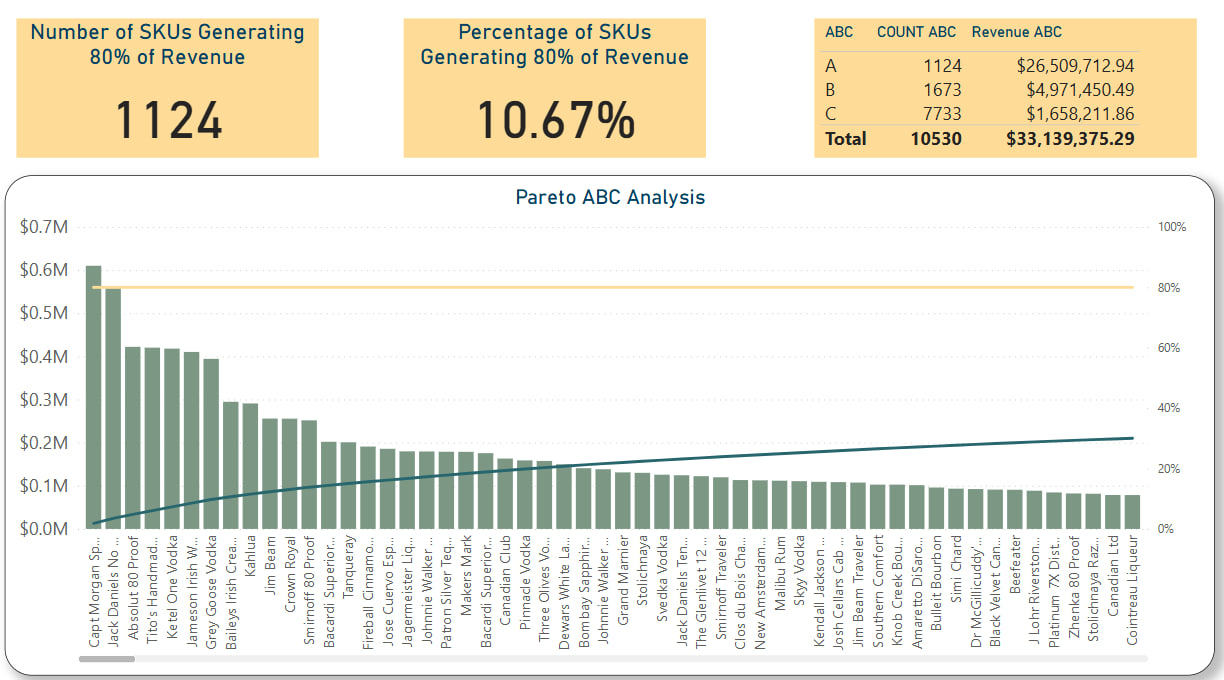 Number of SKUs Generating
80% of Revenue
1124
Percentage of SKUs
Generating 80% of Revenue
10.67%
ABC COUNT ABC Revenue ABC
A 1124 $26,509,712.94
B 1673 $4,971,450.49
C 7733 $1,658,211.86
Total 10530 $33,139,375.29
Pareto ABC Analysis
$0.7M
$0.6M
$0.5M
$0.4M
$0.3M
$0.2M
$0.1M
$0.0M
100%
80%
60%
40%
20%
0%
Capt Morgan Sp...
Jack Daniels No ...
Absolut 80 Proof
Tito's Handmad...
Ketel One Vodka
Jameson Irish W...
Grey Goose Vodka
Baileys Irish Crea...
Kahlua
Jim Beam
Crown Royal
Smirnoff 80 Proof
Bacardi Superior...
Tanqueray
Fireball Cinnamo...
Jose Cuervo Esp...
Jagermeister Liq...
Johnnie Walker ...
Patron Silver Teq...
Makers Mark
Bacardi Superior...
Canadian Club
Pinnacle Vodka
Three Olives Vo...
Dewars White La...
Bombay Sapphir...
Johnnie Walker ...
Grand Marnier
Stolichnaya
Svedka Vodka
Jack Daniels Ten...
The Glenlivet 12 ...
Smirnoff Traveler
Clos du Bois Cha...
New Amsterdam...
Malibu Rum
Skyy Vodka
Kendall Jackson ...
Josh Cellars Cab ...
Jim Beam Traveler
Southern Comfort
Knob Creek Bou...
Amaretto DiSaro...
Bulleit Bourbon
Simi Chard
Dr McGillicuddy' ...
Black Velvet Can...
Beefeater
J Lohr Riverston...
Platinum 7X Dist...
Zhenka 80 Proof
Stolichnaya Raz...
Canadian Ltd
Cointreau Liqueur